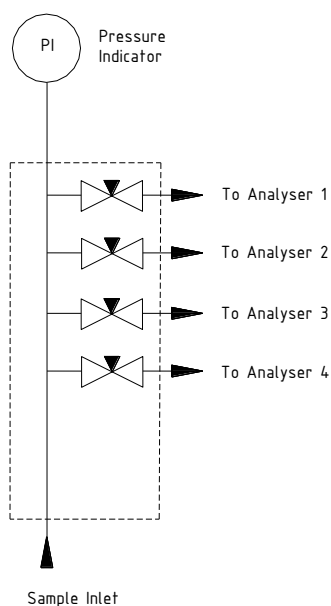 PI
Pressure
Indicator
To Analyser 1
To Analyser 2
To Analyser 3
To Analyser 4
Sample Inlet